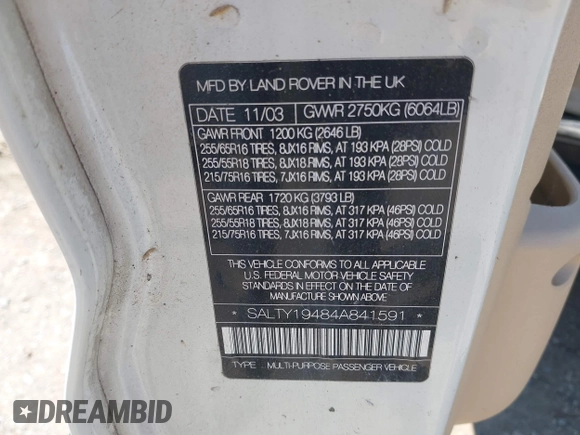 MFD BY LAND ROVER IN THE UK
DATE 11/03 GVWR 2750KG (6064LB)
GAWR FRONT 1200 KG (2646 LB)
255/65R16 TIRES, 8JX16 RIMS, AT 193 KPA (28PSI) COLD
255/55R18 TIRES, 8JX18 RIMS, AT 193 KPA (28PSI) COLD
215/75R16 TIRES, 7JX16 RIMS, AT 193 KPA (28PSI) COLD
GAWR REAR 1720 KG (3793 LB)
255/65R16 TIRES, 8JX16 RIMS, AT 317 KPA (46PSI) COLD
255/55R18 TIRES, 8JX18 RIMS, AT 317 KPA (46PSI) COLD
215/75R16 TIRES, 7JX16 RIMS, AT 317 KPA (46PSI) COLD
THIS VEHICLE CONFORMS TO ALL APPLICABLE
U.S. FEDERAL MOTOR VEHICLE SAFETY
STANDARDS IN EFFECT ON THE DATE OF
MANUFACTURE SHOWN ABOVE
* SALTY19484A841591 *
TYPE MULTI-PURPOSE PASSENGER VEHICLE
DREAMBID